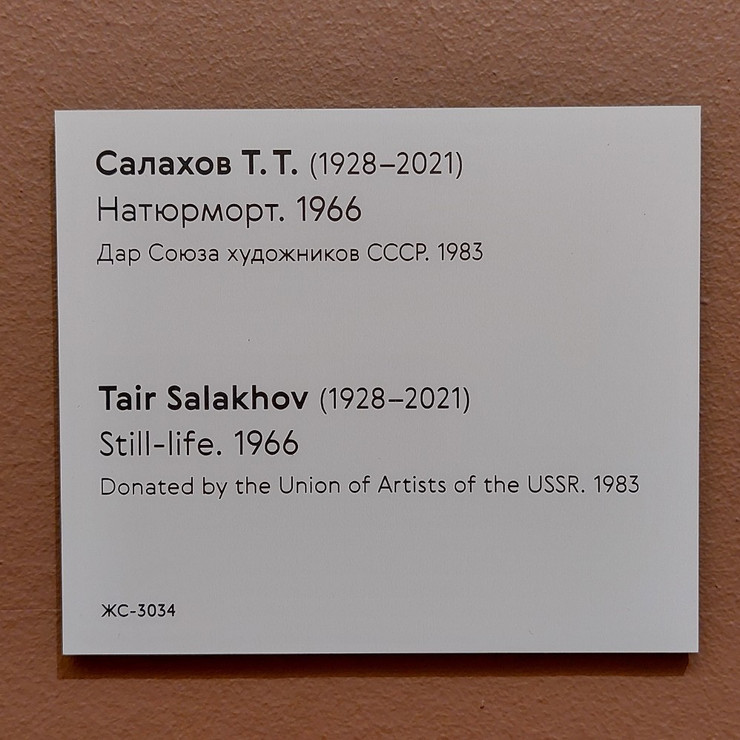 Салахов Т. Т. (1928–2021)
Натюрморт. 1966
Дар Союза художников СССР. 1983
Tair Salakhov (1928–2021)
Still-life. 1966
Donated by the Union of Artists of the USSR. 1983
ЖС-3034